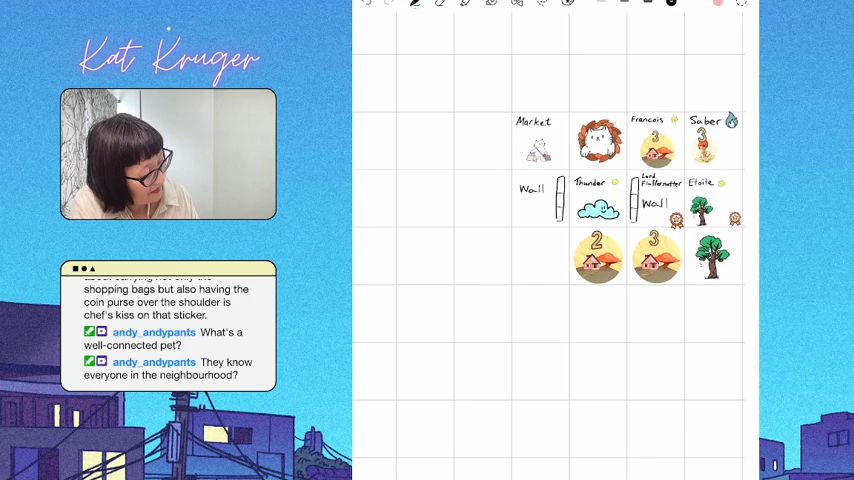 Kat Kruger
Market
Francois
3
Saber
3
Wall
Thunder
Lord
Fluffernutter
Wall
Etoile
2
3
shopping bags but also having the
coin purse over the shoulder is
chef's kiss on that sticker.
andy_andypants What's a
well-connected pet?
andy_andypants They know
everyone in the neighbourhood?